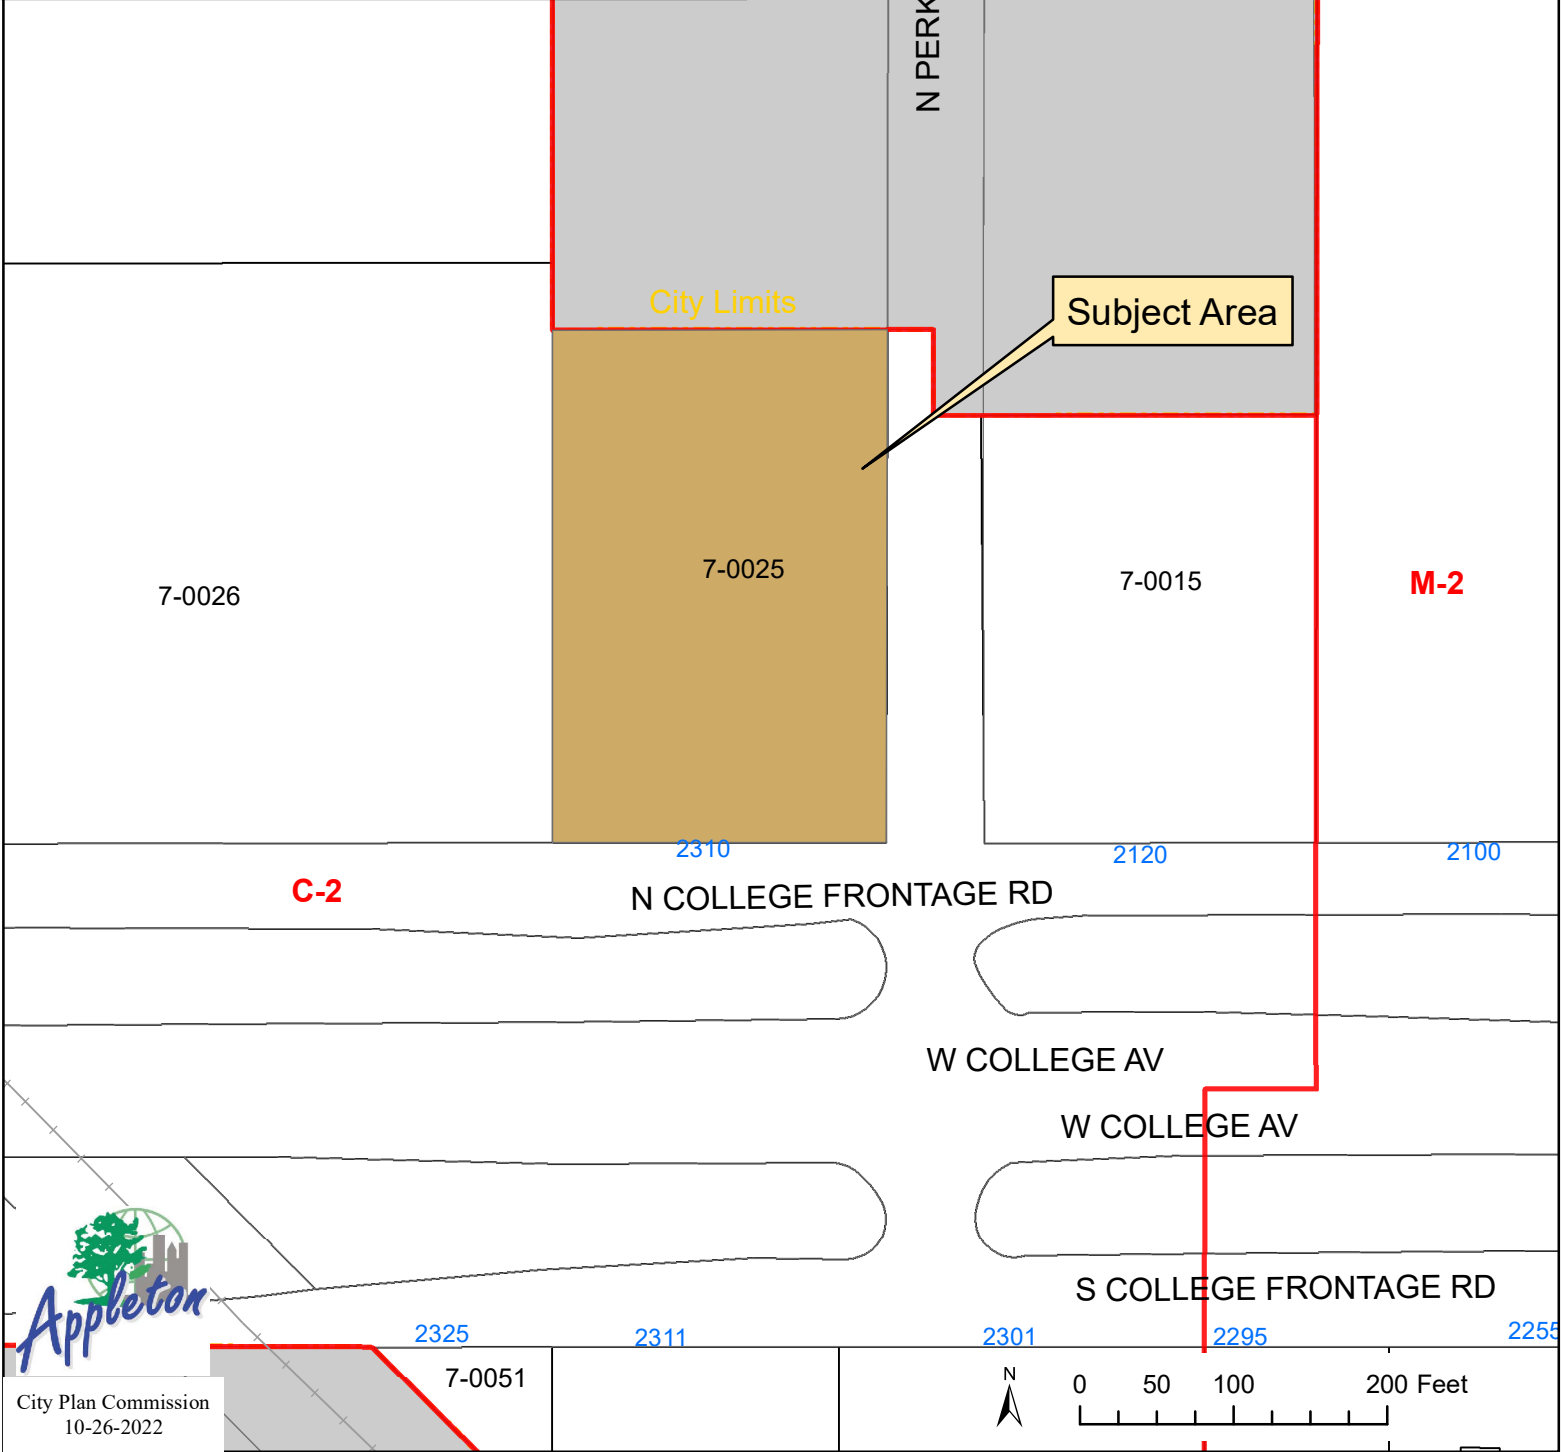 N PERK
City Limits
Subject Area
7-0025
7-0015
M-2
7-0026
2310
2120
2100
C-2
N COLLEGE FRONTAGE RD
W COLLEGE AV
W COLLEGE AV
S COLLEGE FRONTAGE RD
Appleton
2325
2311
2301
2295
2255
7-0051
N
0 50 100 200 Feet
City Plan Commission
10-26-2022